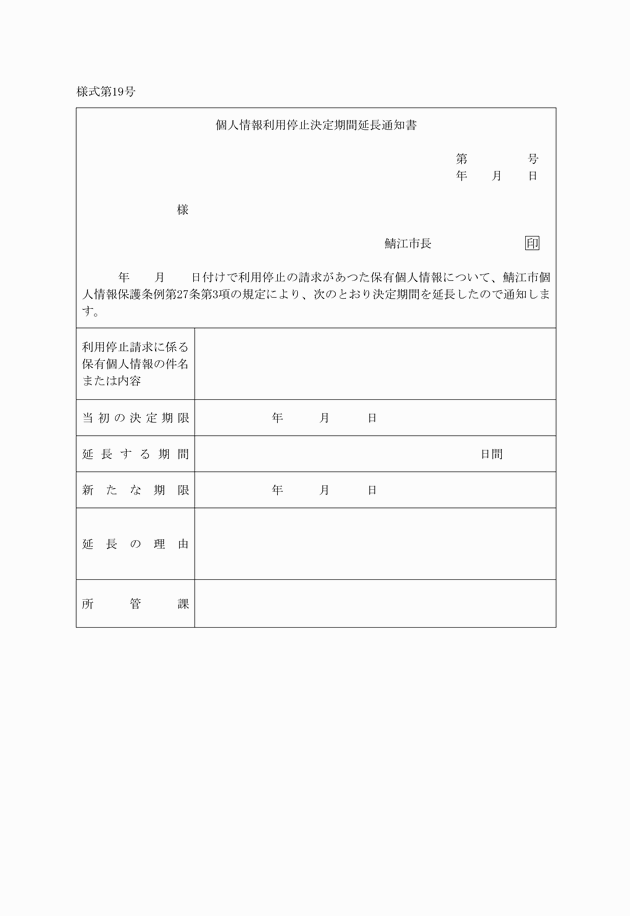 様式第19号
個人情報利用停止決定期間延長通知書
第　　　　　号
年　　月　　日
様
鯖江市長　　　　　　　　印
年　　月　　日付けで利用停止の請求があつた保有個人情報について、鯖江市個
人情報保護条例第27条第3項の規定により、次のとおり決定期間を延長したので通知しま
す。
利用停止請求に係る
保有個人情報の件名
または内容
当初の決定期限　　　　　年　　　月　　　日
延長する期間　　　　　　　　　　日間
新たな期限　　　　　年　　　月　　　日
延長の理由
所管課